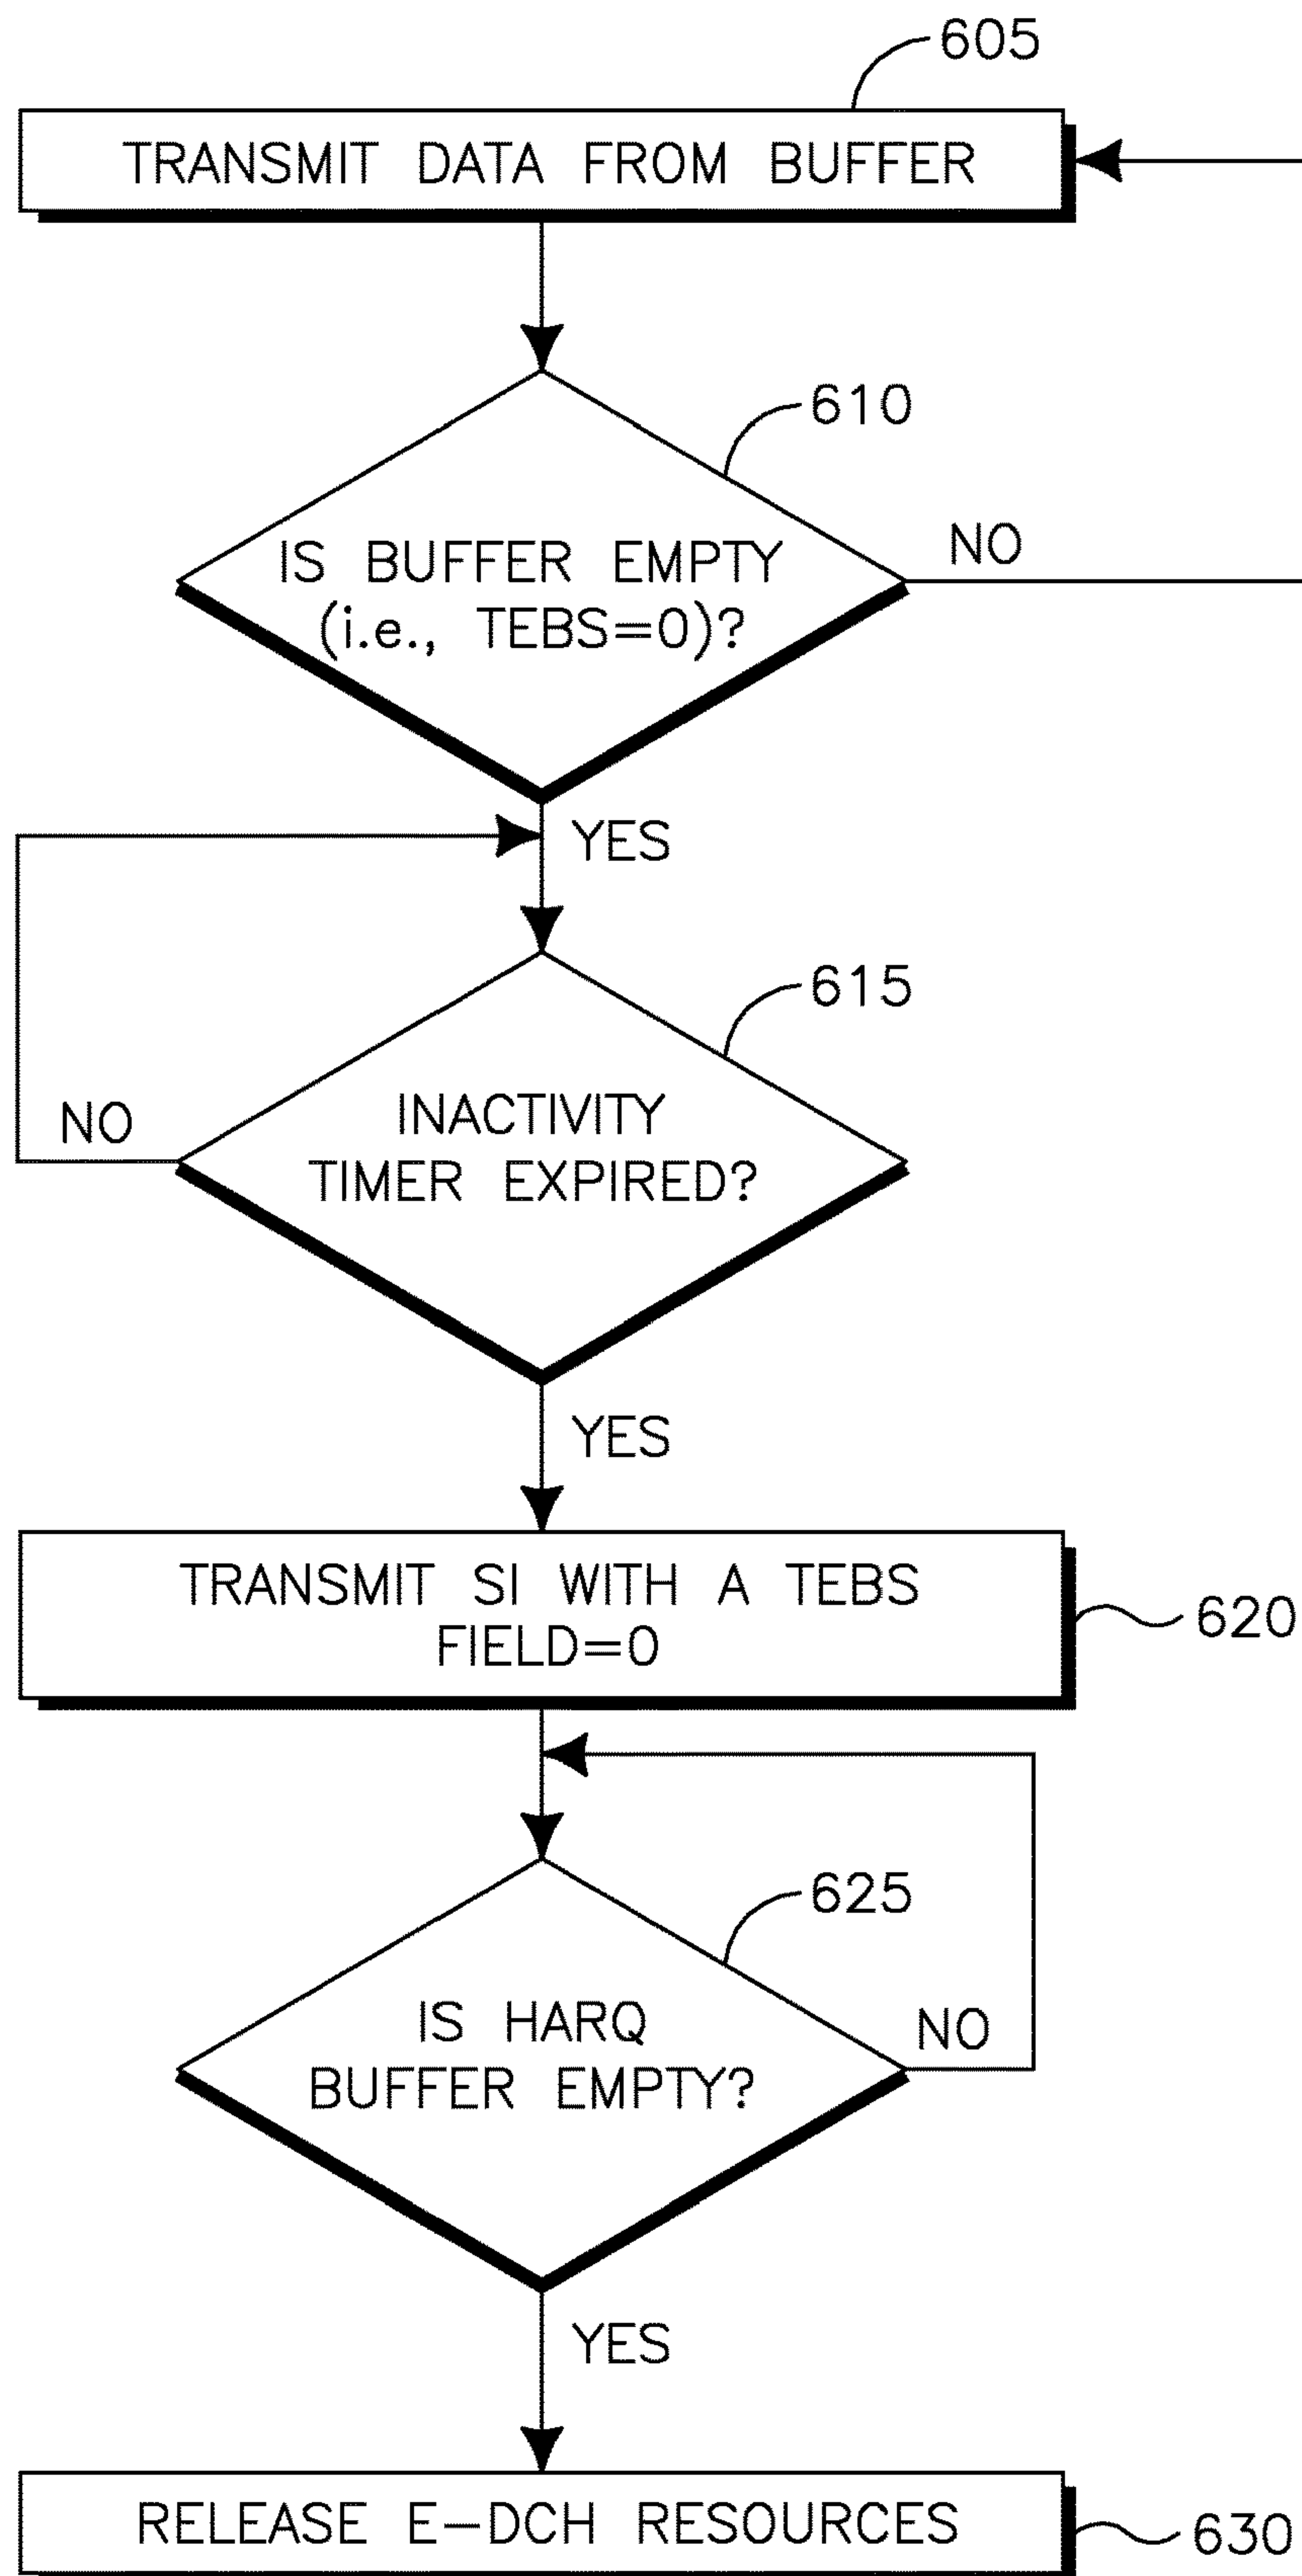 605
TRANSMIT DATA FROM BUFFER
610
IS BUFFER EMPTY
(i.e., TEBS=0)?
NO
YES
615
INACTIVITY
TIMER EXPIRED?
NO
YES
TRANSMIT SI WITH A TEBS
FIELD=0
620
625
IS HARQ
BUFFER EMPTY?
NO
YES
RELEASE E-DCH RESOURCES
630